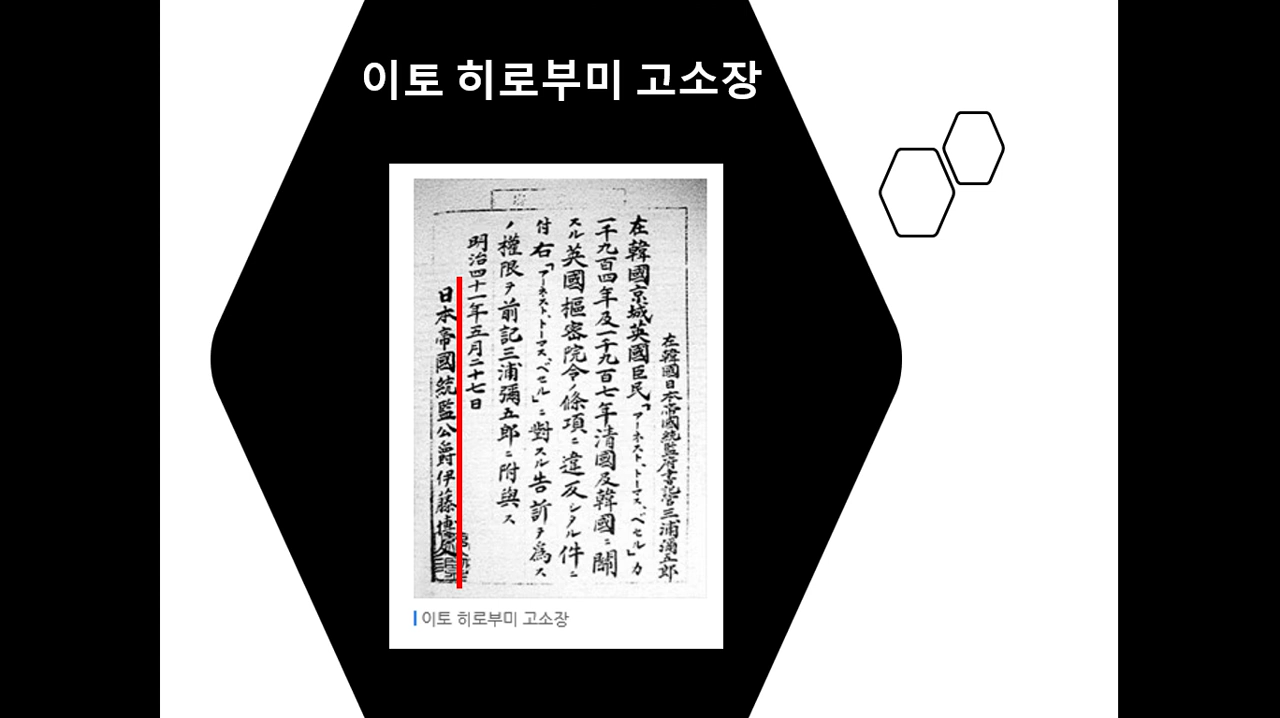 이토 히로부미 고소장
在韓國日本帝國統監府書記官三浦彌五郎
在韓國京城英國臣民「アーネスト、トーマス、ベセル」カ
一千九百四年及一千九百七年清國及韓國ニ關
スル英國樞密院令ノ條項ニ違反シタル件ニ
付右「アーネスト、トーマス、ベセル」ニ對スル告訴ヲ爲ス
ノ權限ヲ前記三浦彌五郎ニ附與ス
明治四十一年五月二十七日
日本帝國統監公爵伊藤博文
이토 히로부미 고소장